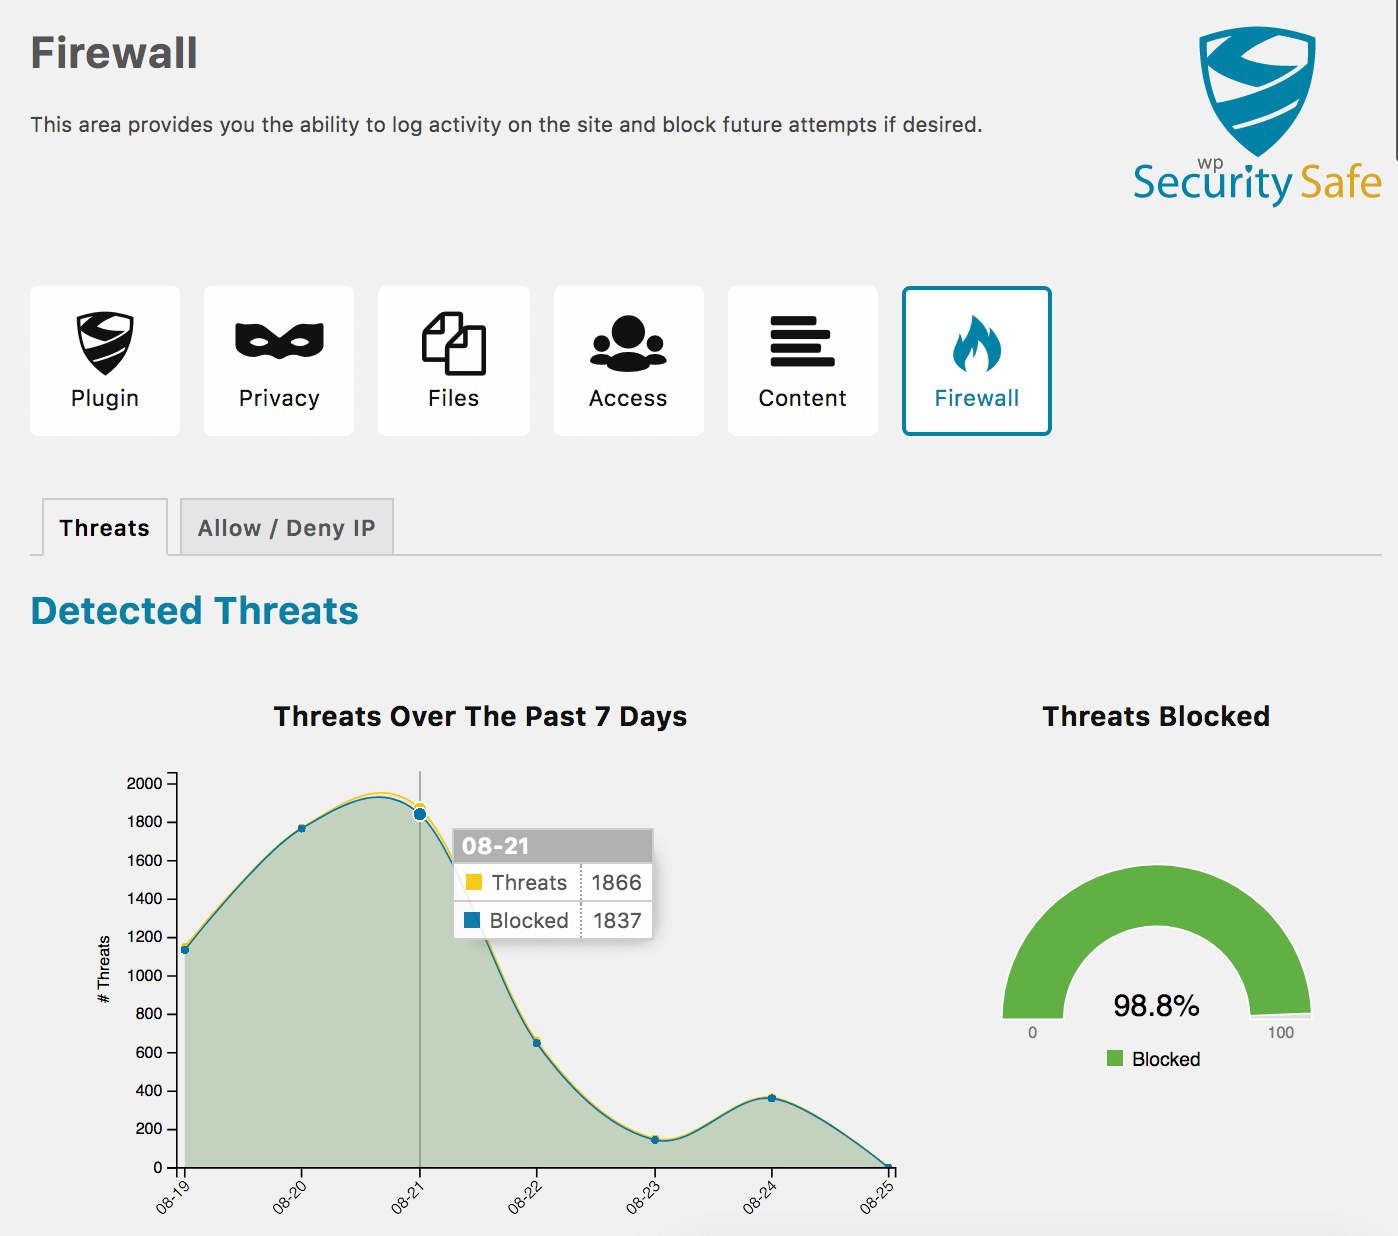 Firewall
This area provides you the ability to log activity on the site and block future attempts if desired.
wp
Security Safe
Plugin
Privacy
Files
Access
Content
Firewall
Threats
Allow / Deny IP
Detected Threats
Threats Over The Past 7 Days
# Threats
2000
1800
1600
1400
1200
1000
800
600
400
200
0
08-19
08-20
08-21
08-22
08-23
08-24
08-25
08-21
Threats 1866
Blocked 1837
Threats Blocked
98.8%
0 100
Blocked